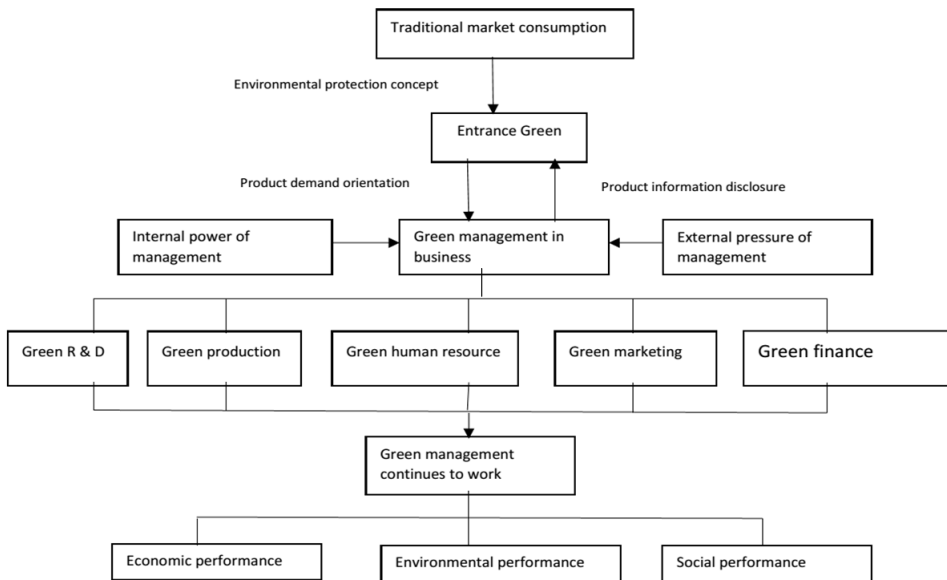 Traditional market consumption
Environmental protection concept
Entrance Green
Product demand orientation
Product information disclosure
Internal power of
management
Green management in
business
External pressure of
management
Green R & D
Green production
Green human resource
Green marketing
Green finance
Green management
continues to work
Economic performance
Environmental performance
Social performance